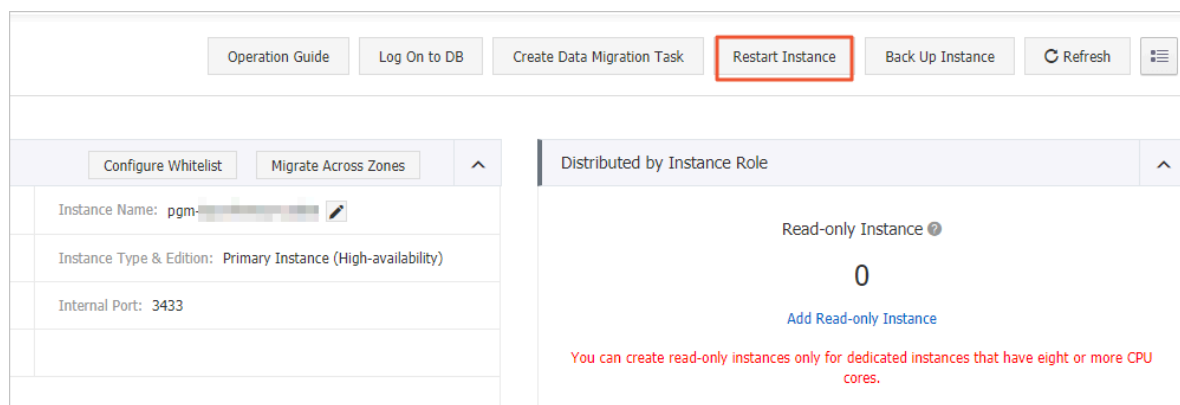 Operation Guide Log On to DB Create Data Migration Task Restart Instance Back Up Instance Refresh
Configure Whitelist Migrate Across Zones
Distributed by Instance Role
Instance Name: pgm-
Instance Type & Edition: Primary Instance (High-availability)
Internal Port: 3433
Read-only Instance
0
Add Read-only Instance
You can create read-only instances only for dedicated instances that have eight or more CPU
cores.